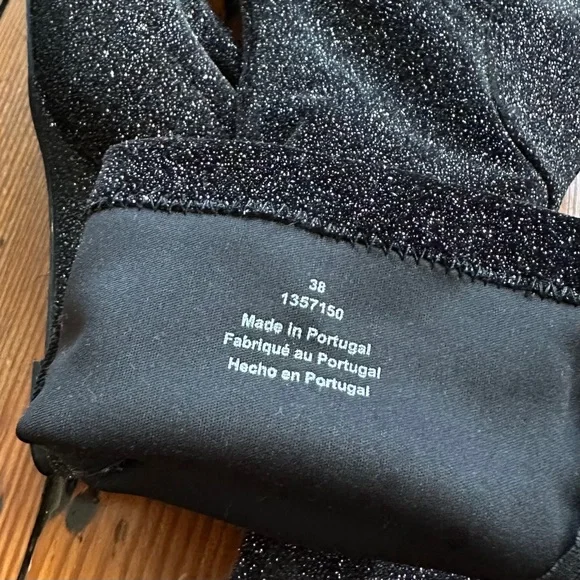 38
1357150
Made in Portugal
Fabriqué au Portugal
Hecho en Portugal